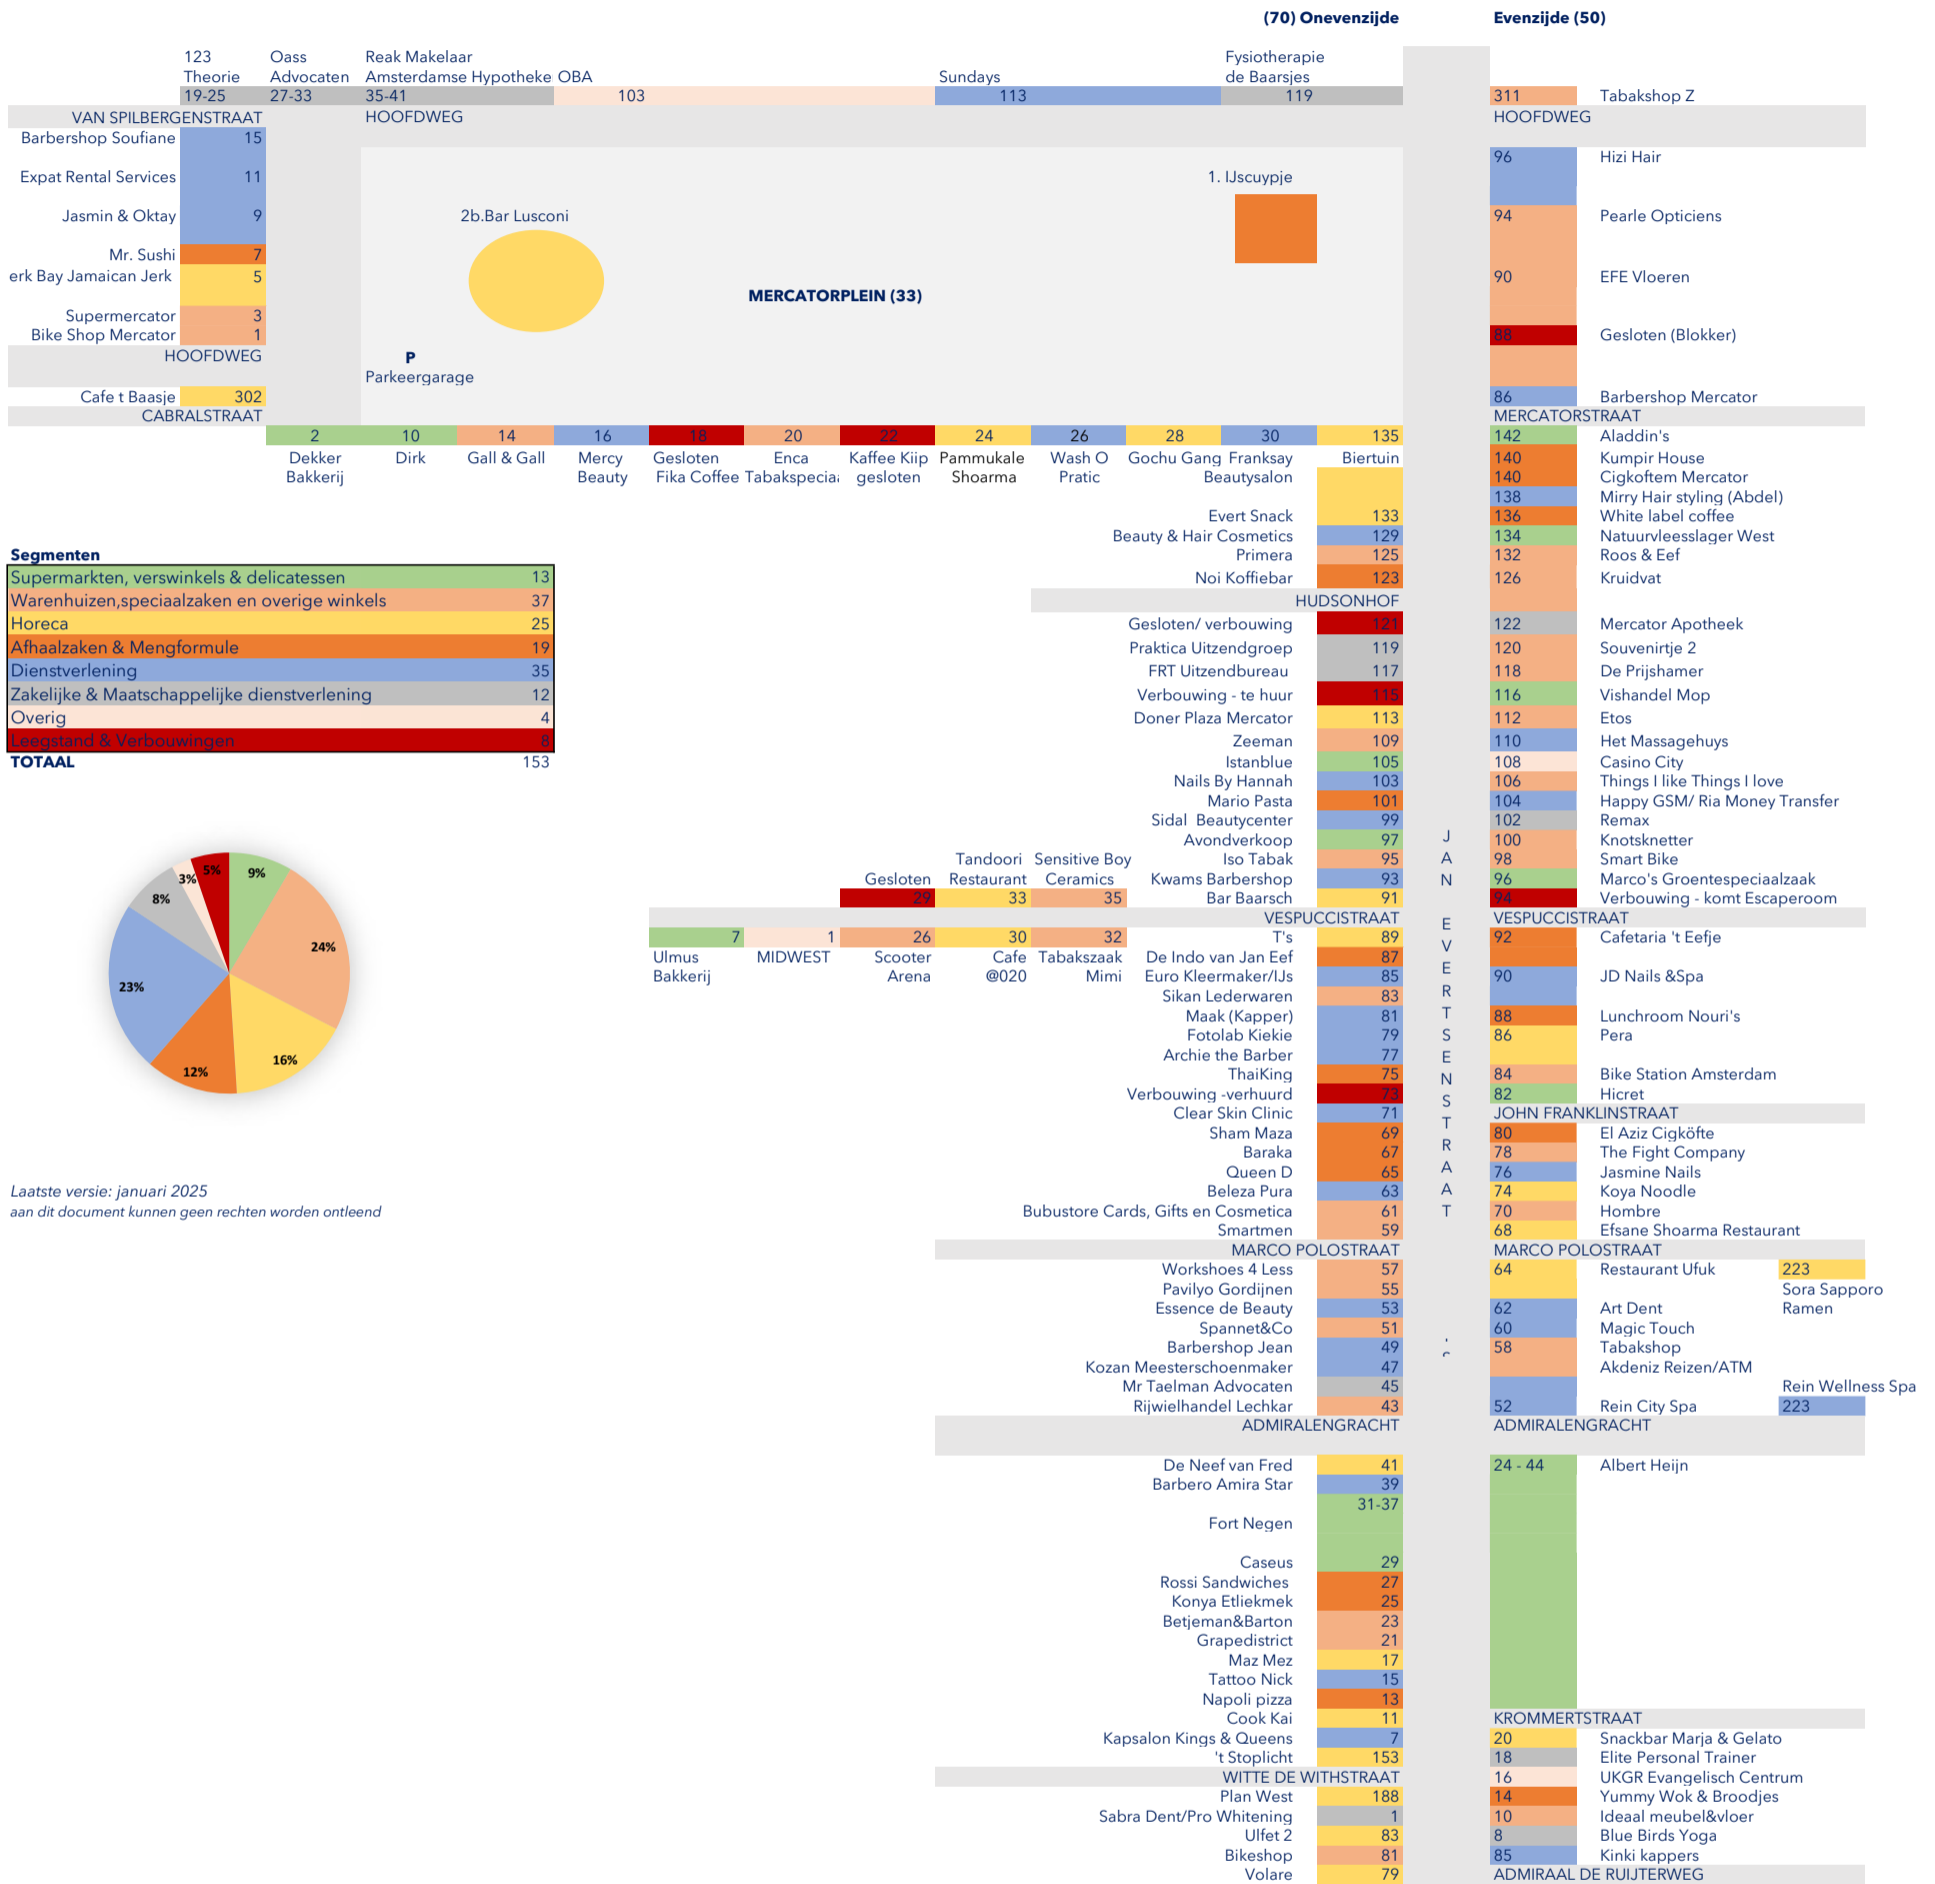 (70) Onevenzijde Evenzijde (50)
123 Oass Reak Makelaar Fysiotherapie
Theorie Advocaten Amsterdamse Hypotheke OBA Sundays de Baarsjes
19-25 27-33 35-41 103 113 119 311 Tabakshop Z
VAN SPILBERGENSTRAAT HOOFDWEG HOOFDWEG
Barbershop Soufiane 15
96 Hizi Hair
Expat Rental Services 11 1. IJscuypje
Jasmin & Oktay 9 2b.Bar Lusconi 94 Pearle Opticiens
Mr. Sushi 7
erk Bay Jamaican Jerk 5 90 EFE Vloeren
MERCATORPLEIN (33)
Supermercator 3
Bike Shop Mercator 1 88 Gesloten (Blokker)
HOOFDWEG P
Parkeergarage
Cafe t Baasje 302 86 Barbershop Mercator
CABRALSTRAAT MERCATORSTRAAT
2 10 14 16 18 20 22 24 26 28 30 135 142 Aladdin's
Dekker Dirk Gall & Gall Mercy Gesloten Enca Kaffee Kiip Pammukale Wash O Gochu Gang Franksay Biertuin 140 Kumpir House
Bakkerij Beauty Fika Coffee Tabakspecia gesloten Shoarma Pratic Beautysalon 140 Cigkoftem Mercator
138 Mirry Hair styling (Abdel)
Evert Snack 133 136 White label coffee
Beauty & Hair Cosmetics 129 134 Natuurvleesslager West
Segmenten Primera 125 132 Roos & Eef
Supermarkten, verswinkels & delicatessen 13 Noi Koffiebar 123 126 Kruidvat
Warenhuizen,speciaalzaken en overige winkels 37 HUDSONHOF
Horeca 25 Gesloten/ verbouwing 121 122 Mercator Apotheek
Afhaalzaken & Mengformule 19 Praktica Uitzendgroep 119 120 Souvenirtje 2
Dienstverlening 35 FRT Uitzendbureau 117 118 De Prijshamer
Zakelijke & Maatschappelijke dienstverlening 12 Verbouwing - te huur 115 116 Vishandel Mop
Overig 4 Doner Plaza Mercator 113 112 Etos
Leegstand & Verbouwingen 8 Zeeman 109 110 Het Massagehuys
TOTAAL 153 Istanblue 105 108 Casino City
Nails By Hannah 103 106 Things I like Things I love
Mario Pasta 101 104 Happy GSM/ Ria Money Transfer
Sidal Beautycenter 99 102 Remax
Avondverkoop 97 100 Knotsknetter
Tandoori Sensitive Boy Iso Tabak 95 98 Smart Bike
Gesloten Restaurant Ceramics Kwams Barbershop 93 96 Marco's Groentespeciaalzaak
29 33 35 Bar Baarsch 91 94 Verbouwing - komt Escaperoom
VESPUCCISTRAAT VESPUCCISTRAAT
7 1 26 30 32 T's 89 92 Cafetaria 't Eefje
Ulmus MIDWEST Scooter Cafe Tabakszaak De Indo van Jan Eef 87
Bakkerij Arena @020 Mimi Euro Kleermaker/IJs 85 90 JD Nails &Spa
Sikan Lederwaren 83
Maak (Kapper) 81 88 Lunchroom Nouri's
Fotolab Kiekie 79 86 Pera
Archie the Barber 77
ThaiKing 75 84 Bike Station Amsterdam
Verbouwing -verhuurd 73 82 Hicret
Clear Skin Clinic 71 JOHN FRANKLINSTRAAT
Sham Maza 69 80 El Aziz Cigköfte
Baraka 67 78 The Fight Company
Queen D 65 76 Jasmine Nails
Beleza Pura 63 74 Koya Noodle
Bubustore Cards, Gifts en Cosmetica 61 70 Hombre
Smartmen 59 68 Efsane Shoarma Restaurant
JAN EVERTSENSTRAAT
9% 24% 16% 12% 23% 8% 3% 5%
Laatste versie: januari 2025
aan dit document kunnen geen rechten worden ontleend
MARCO POLOSTRAAT MARCO POLOSTRAAT
Workshoes 4 Less 57 64 Restaurant Ufuk 223
Pavilyo Gordijnen 55 Sora Sapporo
Essence de Beauty 53 62 Art Dent Ramen
Spannet&Co 51 60 Magic Touch
Barbershop Jean 49 58 Tabakshop
Kozan Meesterschoenmaker 47 Akdeniz Reizen/ATM
Mr Taelman Advocaten 45 Rein Wellness Spa
Rijwielhandel Lechkar 43 52 Rein City Spa 223
ADMIRALENGRACHT ADMIRALENGRACHT
De Neef van Fred 41 24 - 44 Albert Heijn
Barbero Amira Star 39
31-37
Fort Negen
Caseus 29
Rossi Sandwiches 27
Konya Etliekmek 25
Betjeman&Barton 23
Grapedistrict 21
Maz Mez 17
Tattoo Nick 15
Napoli pizza 13
Cook Kai 11 KROMMERTSTRAAT
Kapsalon Kings & Queens 7 20 Snackbar Marja & Gelato
't Stoplicht 153 18 Elite Personal Trainer
WITTE DE WITHSTRAAT 16 UKGR Evangelisch Centrum
Plan West 188 14 Yummy Wok & Broodjes
Sabra Dent/Pro Whitening 1 10 Ideaal meubel&vloer
Ulfet 2 83 8 Blue Birds Yoga
Bikeshop 81 85 Kinki kappers
Volare 79 ADMIRAAL DE RUIJTERWEG